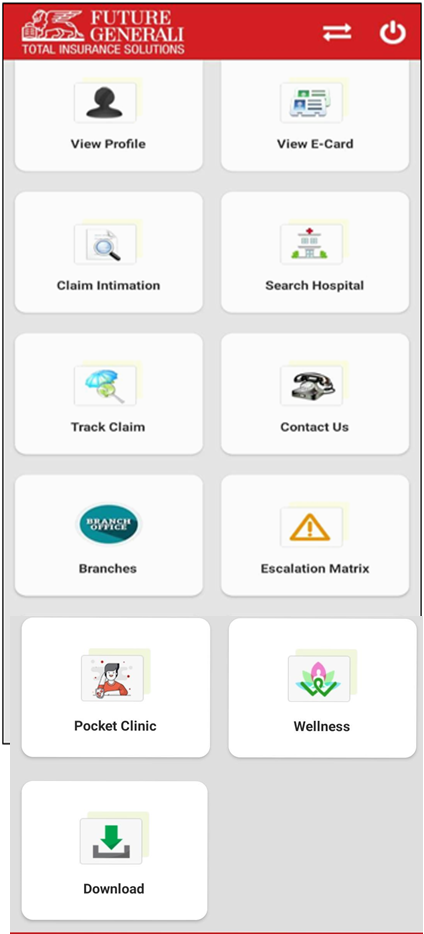 FUTURE
GENERALI
TOTAL INSURANCE SOLUTIONS
View Profile
View E-Card
Claim Intimation
Search Hospital
Track Claim
Contact Us
BRANCH
OFFICE
Branches
Escalation Matrix
Pocket Clinic
Wellness
Download